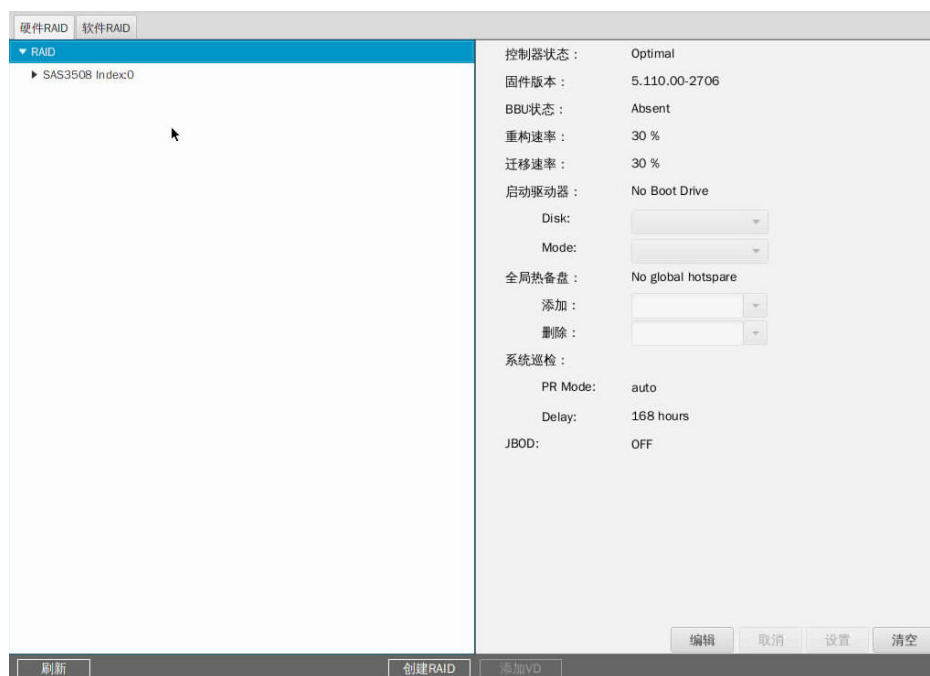 硬件RAID 软件RAID
RAID
SAS3508 Index:0
控制器状态： Optimal
固件版本： 5.110.00-2706
BBU状态： Absent
重构速率： 30 %
迁移速率： 30 %
启动驱动器： No Boot Drive
Disk:
Mode:
全局热备盘： No global hotspare
添加：
删除：
系统巡检：
PR Mode: auto
Delay: 168 hours
JBOD: OFF
编辑 取消 设置 清空
刷新 创建RAID 添加VD